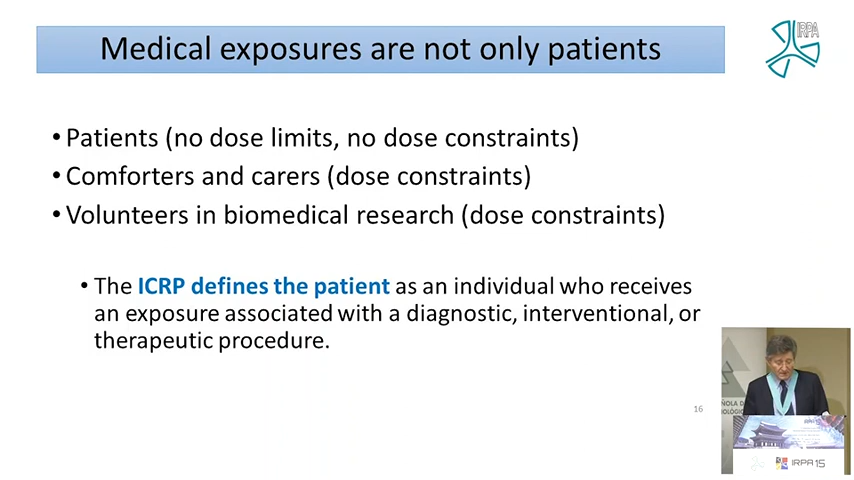 Medical exposures are not only patients
IRPA
• Patients (no dose limits, no dose constraints)
• Comforters and carers (dose constraints)
• Volunteers in biomedical research (dose constraints)
• The ICRP defines the patient as an individual who receives
an exposure associated with a diagnostic, interventional, or
therapeutic procedure.
16
IRPA15